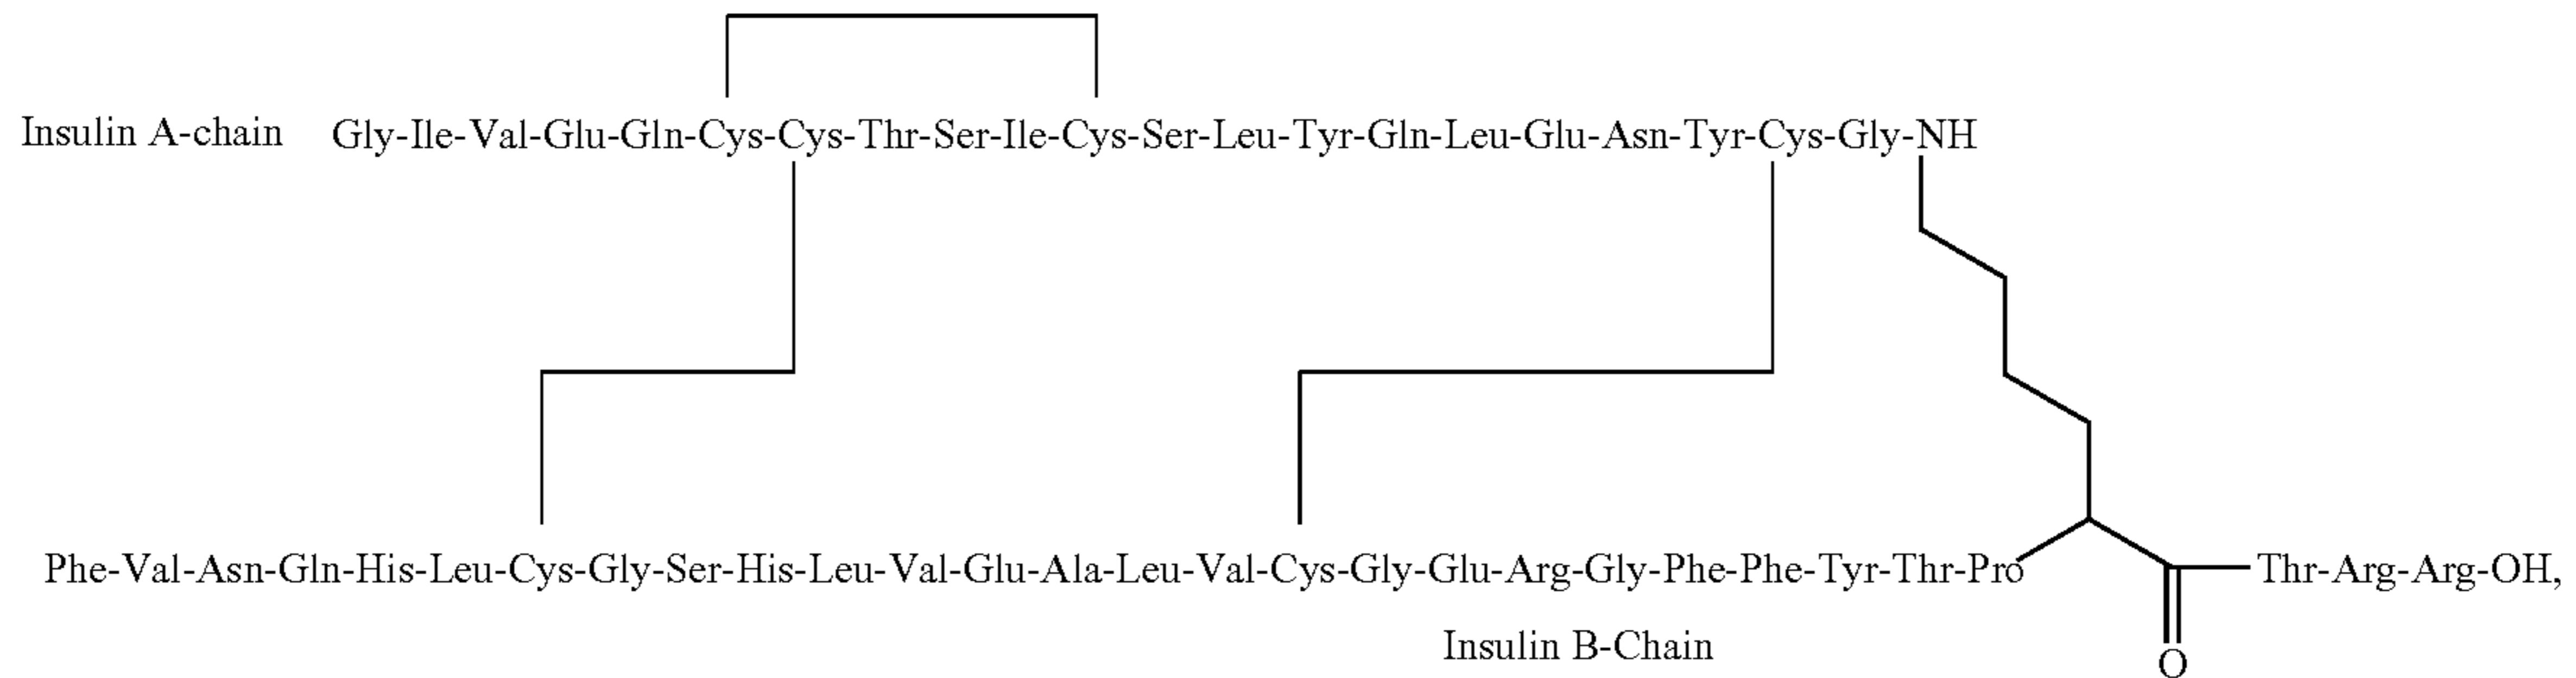 Insulin A-chain Gly-Ile-Val-Glu-Gln-Cys-Cys-Thr-Ser-Ile-Cys-Ser-Leu-Tyr-Gln-Leu-Glu-Asn-Tyr-Cys-Gly-NH
Phe-Val-Asn-Gln-His-Leu-Cys-Gly-Ser-His-Leu-Val-Glu-Ala-Leu-Val-Cys-Gly-Glu-Arg-Gly-Phe-Phe-Tyr-Thr-Pro Thr-Arg-Arg-OH,
Insulin B-Chain
O